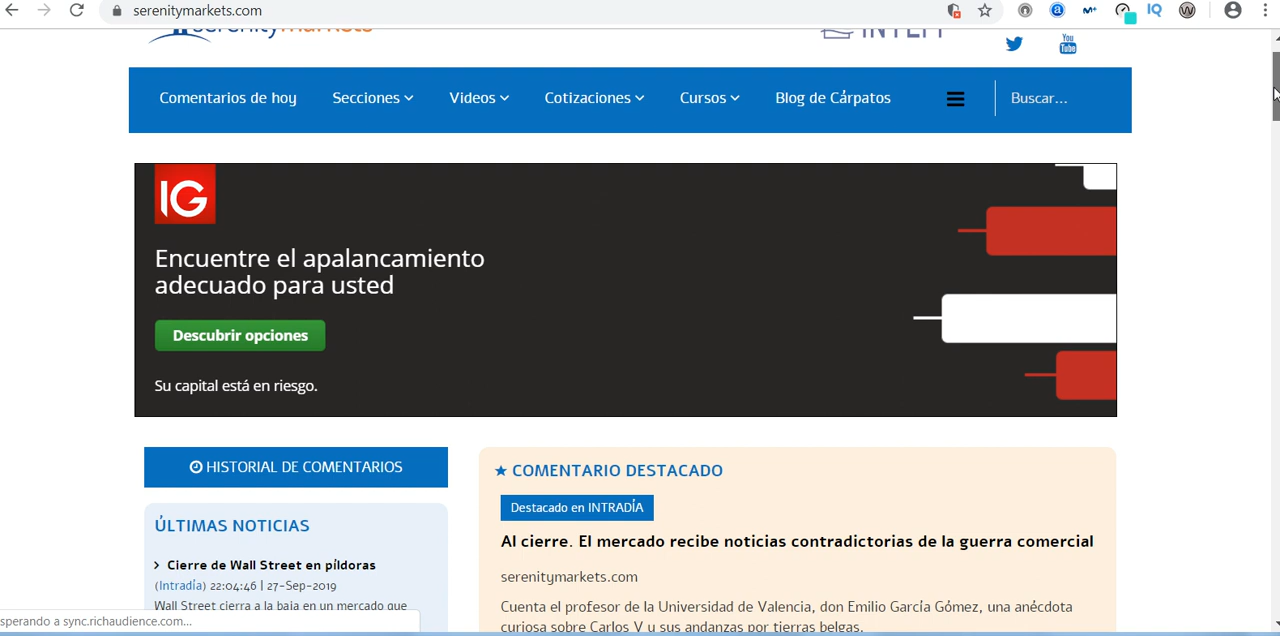 serenitymarkets.com
You
Tube
Comentarios de hoy Secciones Videos Cotizaciones Cursos Blog de Cárpatos Buscar...
IG
Encuentre el apalancamiento
adecuado para usted
Descubrir opciones
Su capital está en riesgo.
HISTORIAL DE COMENTARIOS
ÚLTIMAS NOTICIAS
Cierre de Wall Street en píldoras
(Intradía) 22:04:46 | 27-Sep-2019
Wall Street cierra a la baja en un mercado que
COMENTARIO DESTACADO
Destacado en INTRADÍA
Al cierre. El mercado recibe noticias contradictorias de la guerra comercial
serenitymarkets.com
Cuenta el profesor de la Universidad de Valencia, don Emilio García Gómez, una anécdota
curiosa sobre Carlos V y sus andanzas por tierras belgas.
sperando a sync.richaudience.com...